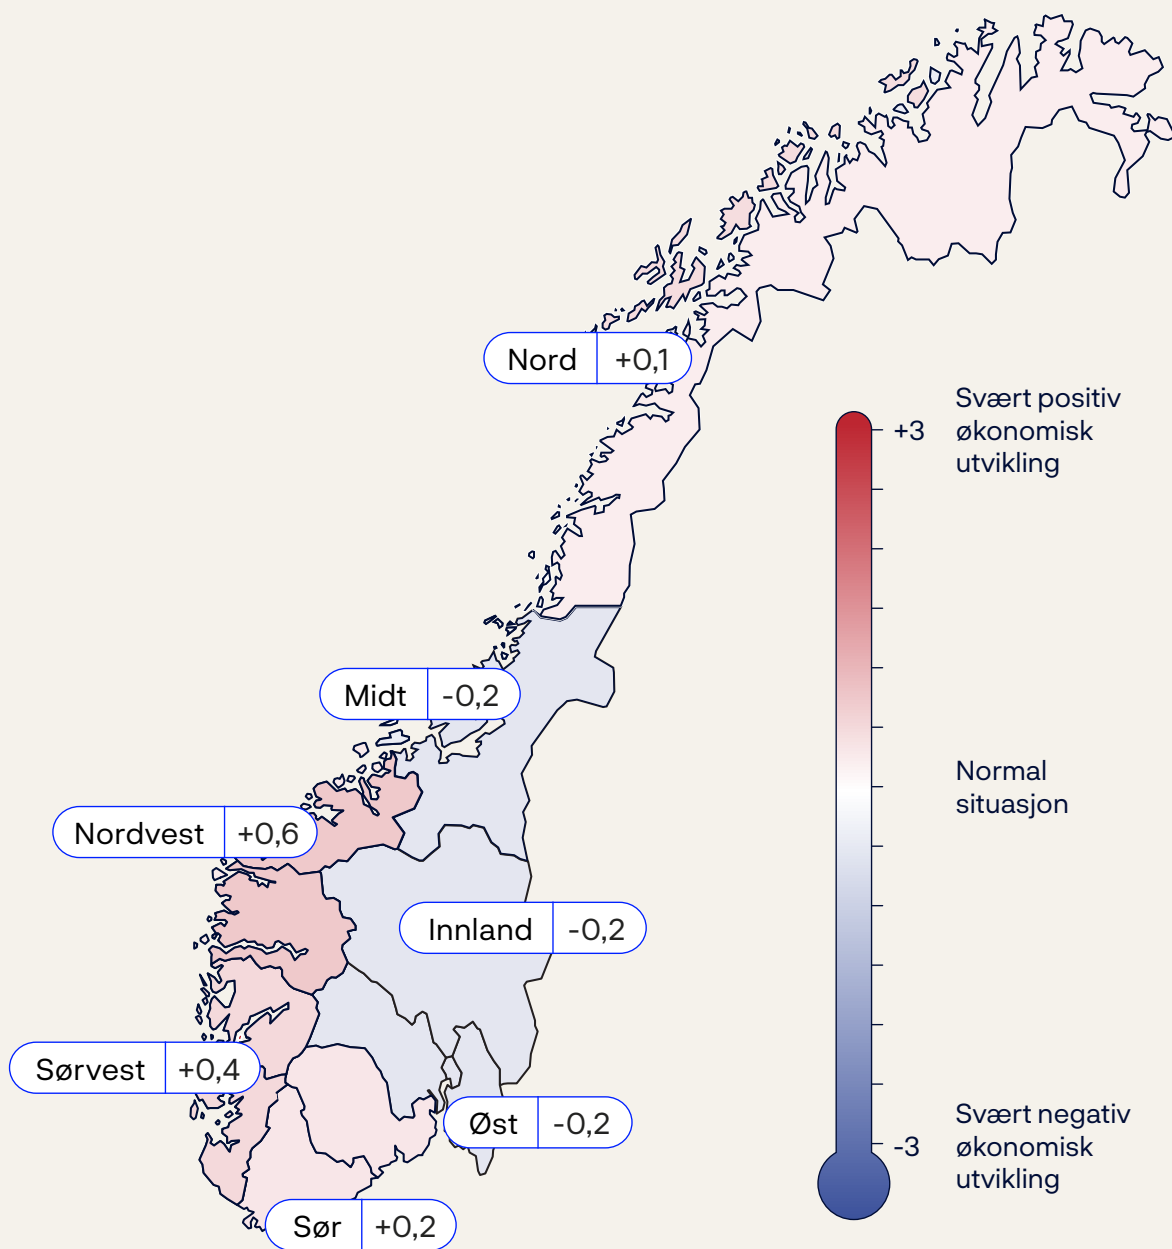 Nord +0,1
Svært positiv
økonomisk
utvikling
+3
Midt -0,2
Normal
situasjon
Nordvest +0,6
Innland -0,2
Sørvest +0,4
Øst -0,2
Svært negativ
økonomisk
utvikling
-3
Sør +0,2